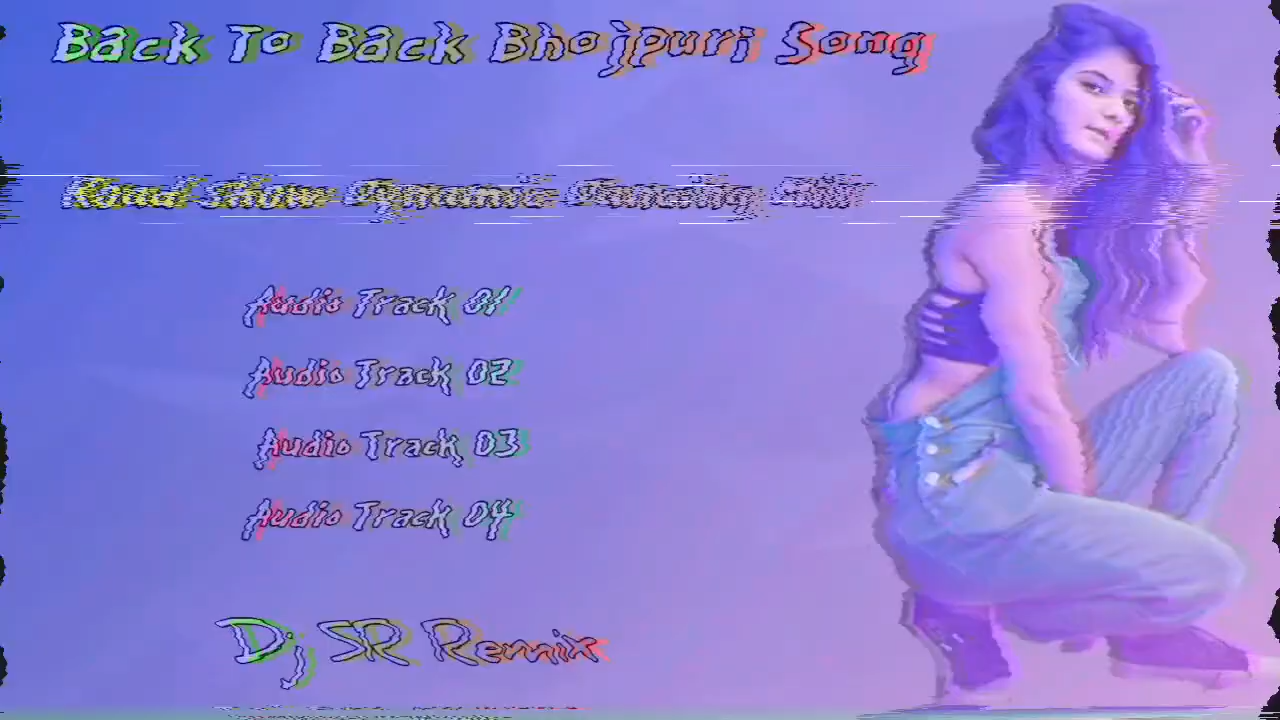 Back To Back Bhojpuri Song
Road Show Dynamic Dancing Mix
Audio Track 01
Audio Track 02
Audio Track 03
Audio Track 04
Dj SR Remix